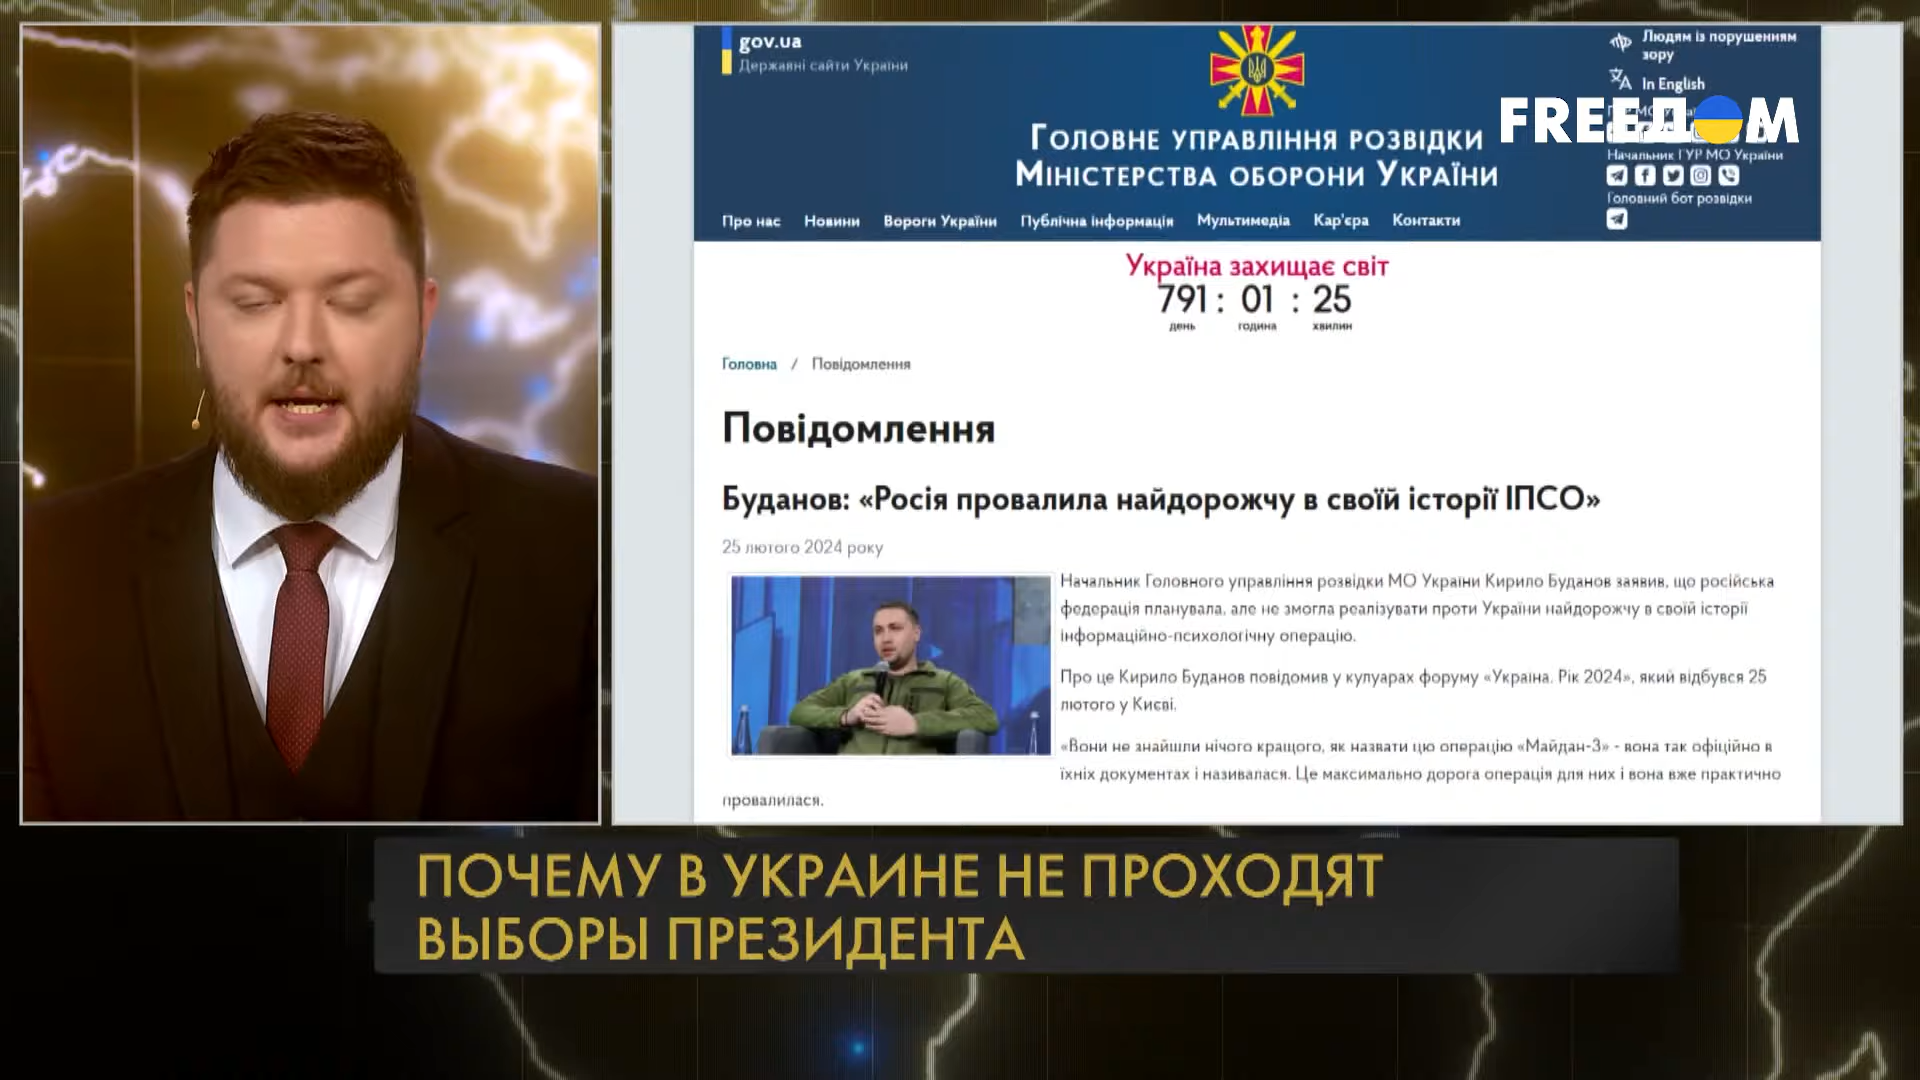 gov.ua
Державні сайти України
Головне управління розвідки
Міністерства оборони України
Людям із порушенням
зору
In English
FREEДOM
Начальник ГУР МО України
Головний бот розвідки
Про нас Новини Вороги України Публічна інформація Мультимедіа Кар'єра Контакти
Україна захищає світ
791 : 01 : 25
день година хвилин
Головна / Повідомлення
Повідомлення
Буданов: «Росія провалила найдорожчу в своїй історії ІПСО»
25 лютого 2024 року
Начальник Головного управління розвідки МО України Кирило Буданов заявив, що російська
федерація планувала, але не змогла реалізувати проти України найдорожчу в своїй історії
інформаційно-психологічну операцію.
Про це Кирило Буданов повідомив у кулуарах форуму «Україна. Рік 2024», який відбувся 25
лютого у Києві.
«Вони не знайшли нічого кращого, як назвати цю операцію «Майдан-3» - вона так офіційно в
їхніх документах і називалася. Це максимально дорога операція для них і вона вже практично
провалилася.
ПОЧЕМУ В УКРАИНЕ НЕ ПРОХОДЯТ
ВЫБОРЫ ПРЕЗИДЕНТА